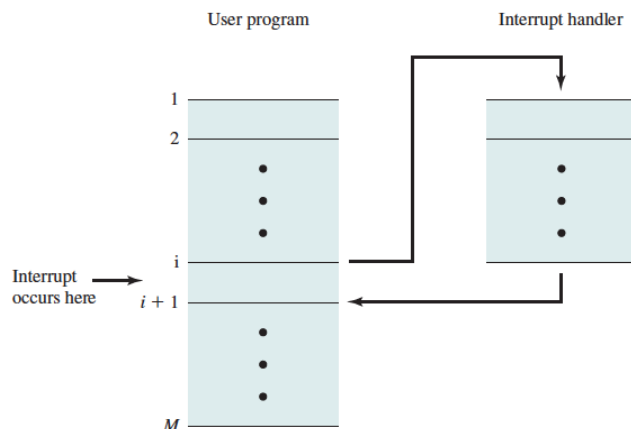 User program
Interrupt handler
1
2
i
Interrupt
occurs here
i + 1
M